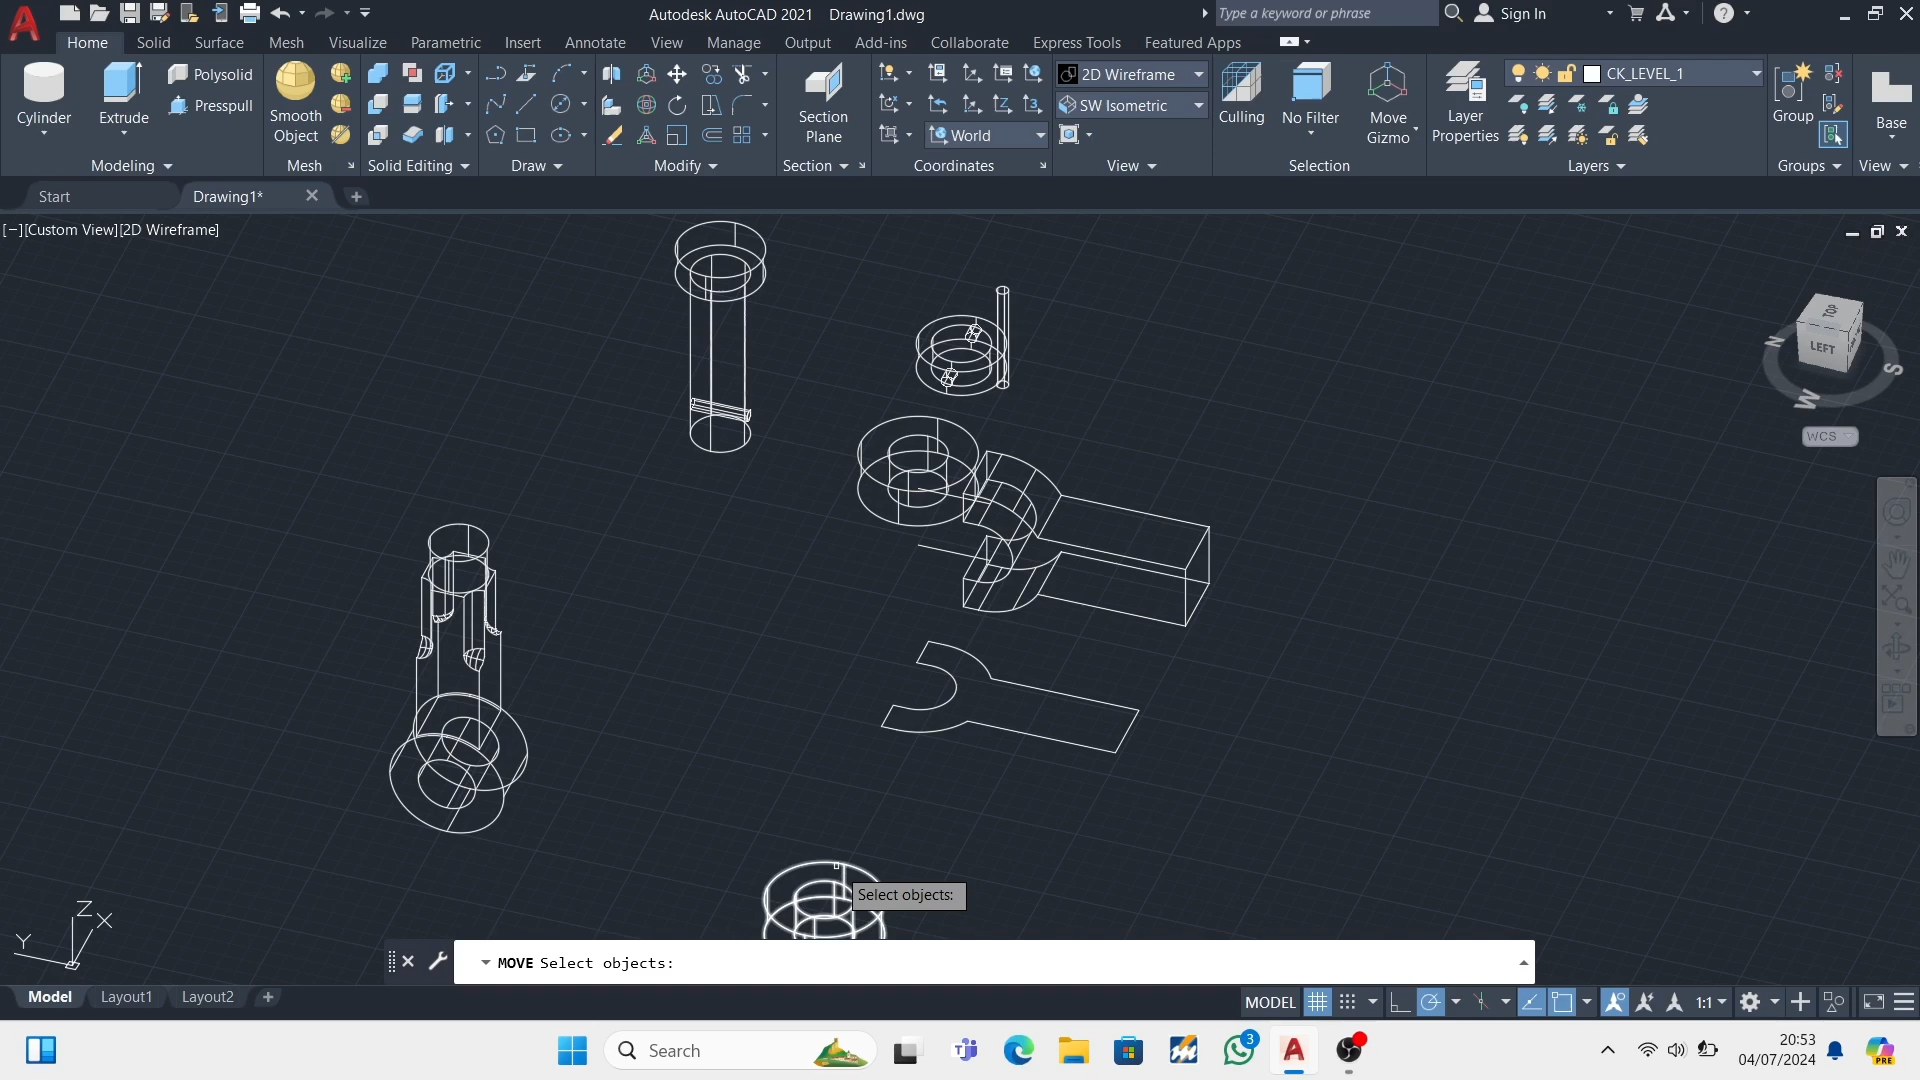 Autodesk AutoCAD 2021 Drawing1.dwg
Type a keyword or phrase
Sign In
Home Solid Surface Mesh Visualize Parametric Insert Annotate View Manage Output Add-ins Collaborate Express Tools Featured Apps
Cylinder
Extrude
Polysolid
Presspull
Smooth
Object
Section
Plane
World
2D Wireframe
SW Isometric
Culling
No Filter
Move
Gizmo
Layer
Properties
CK_LEVEL_1
Group
Base
Modeling Mesh Solid Editing Draw Modify Section Coordinates View Selection Layers Groups View
Start
Drawing1*
[−][Custom View][2D Wireframe]
TOP
LEFT
N
S
W
WCS
Select objects:
Z
X
Y
MOVE Select objects:
Model Layout1 Layout2
MODEL
1:1
Search
3
20:53
04/07/2024
PRE